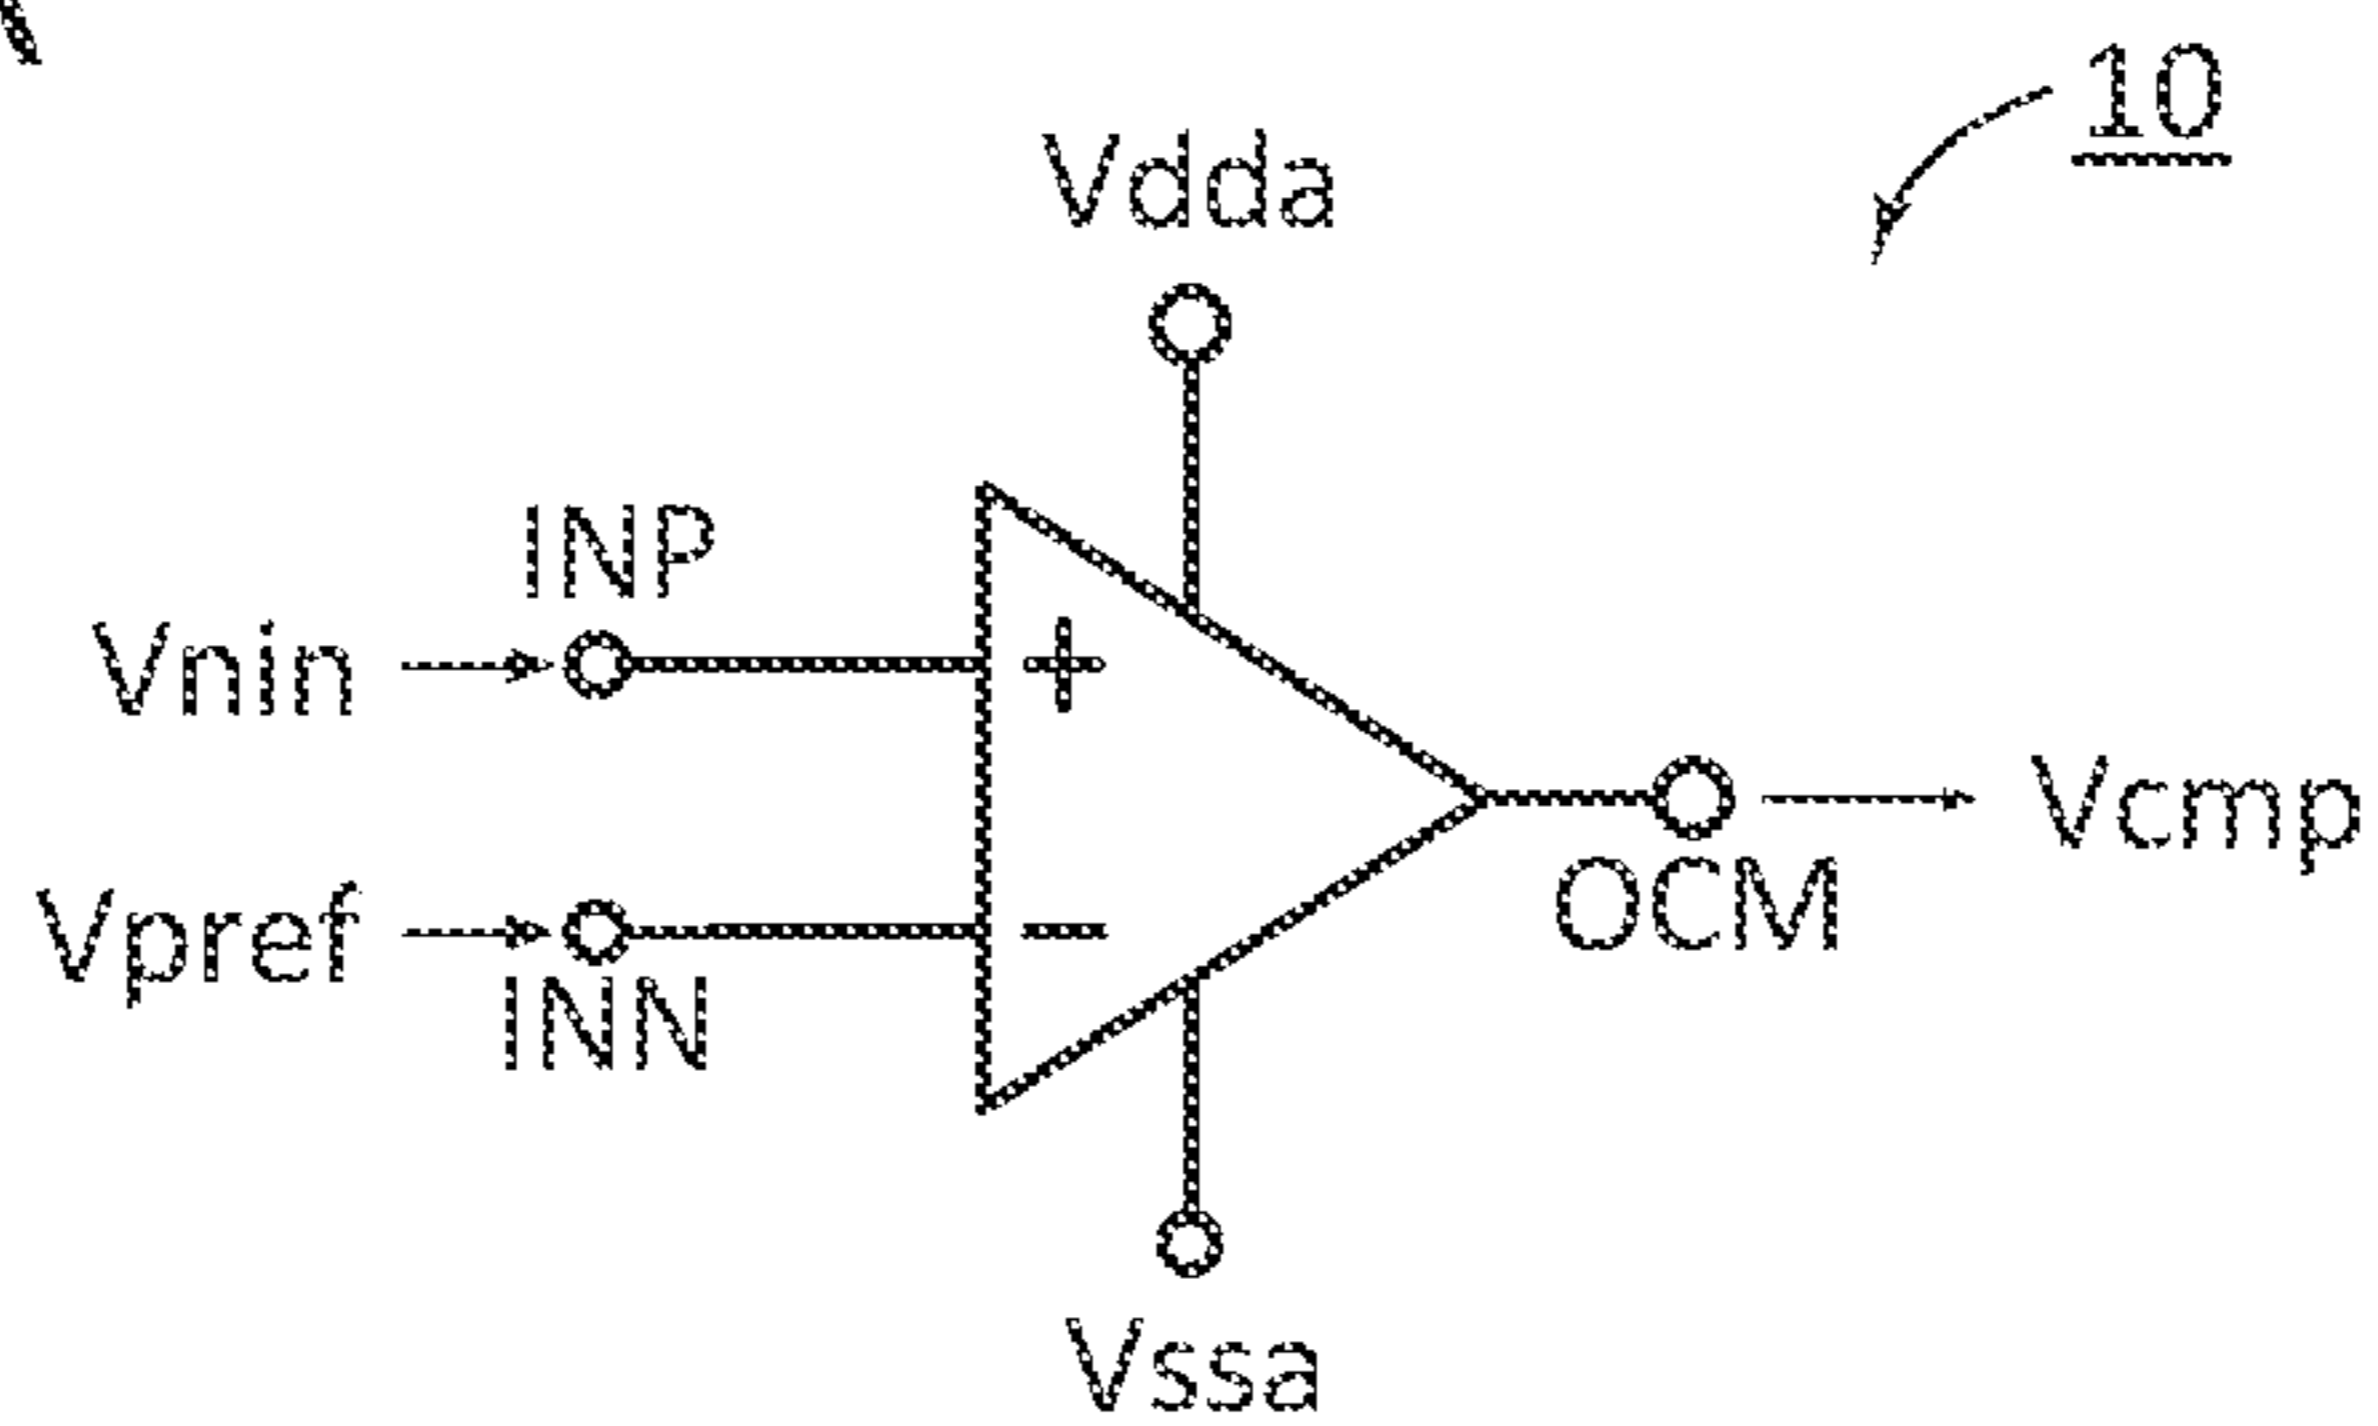 10
Vdda
INP
Vnin
+
Vcmp
OCM
Vpref
−
INN
Vssa